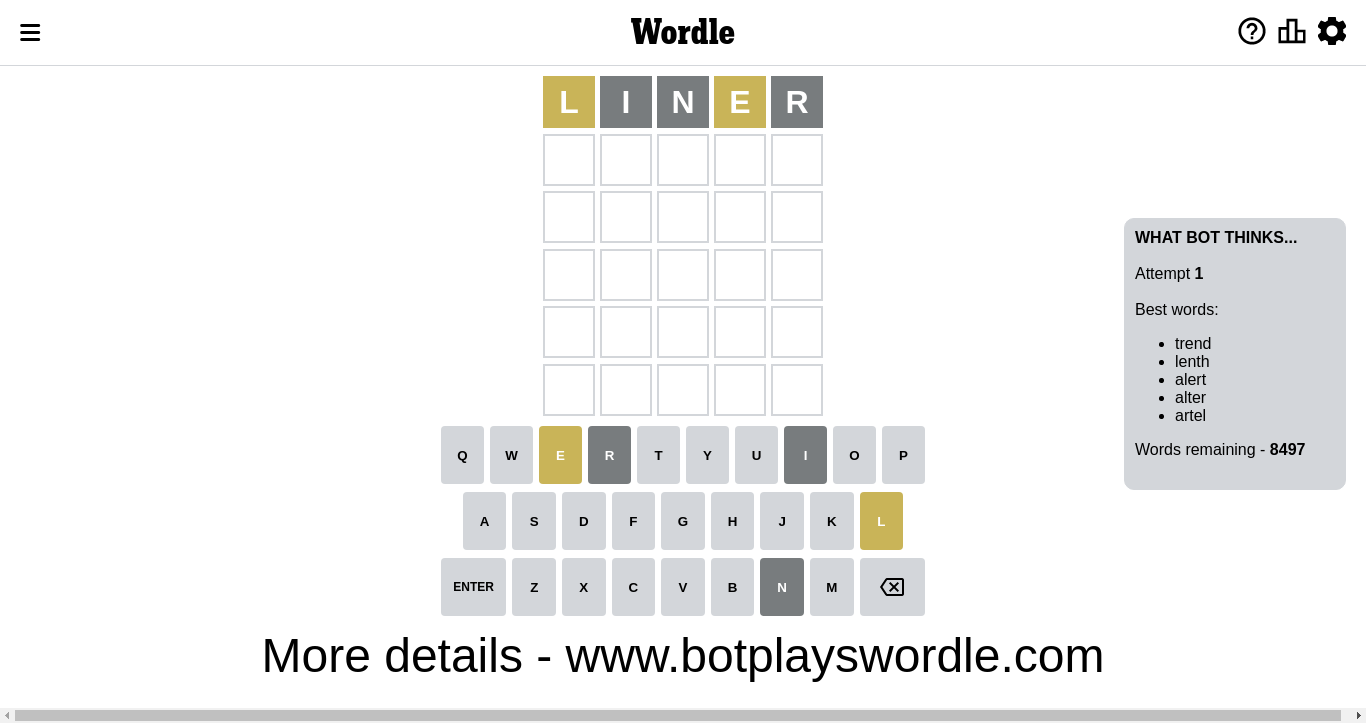 Wordle
L I N E R
WHAT BOT THINKS...
Attempt 1
Best words:
trend
lenth
alert
alter
artel
Words remaining - 8497
Q W E R T Y U I O P
A S D F G H J K L
ENTER Z X C V B N M
More details - www.botplayswordle.com